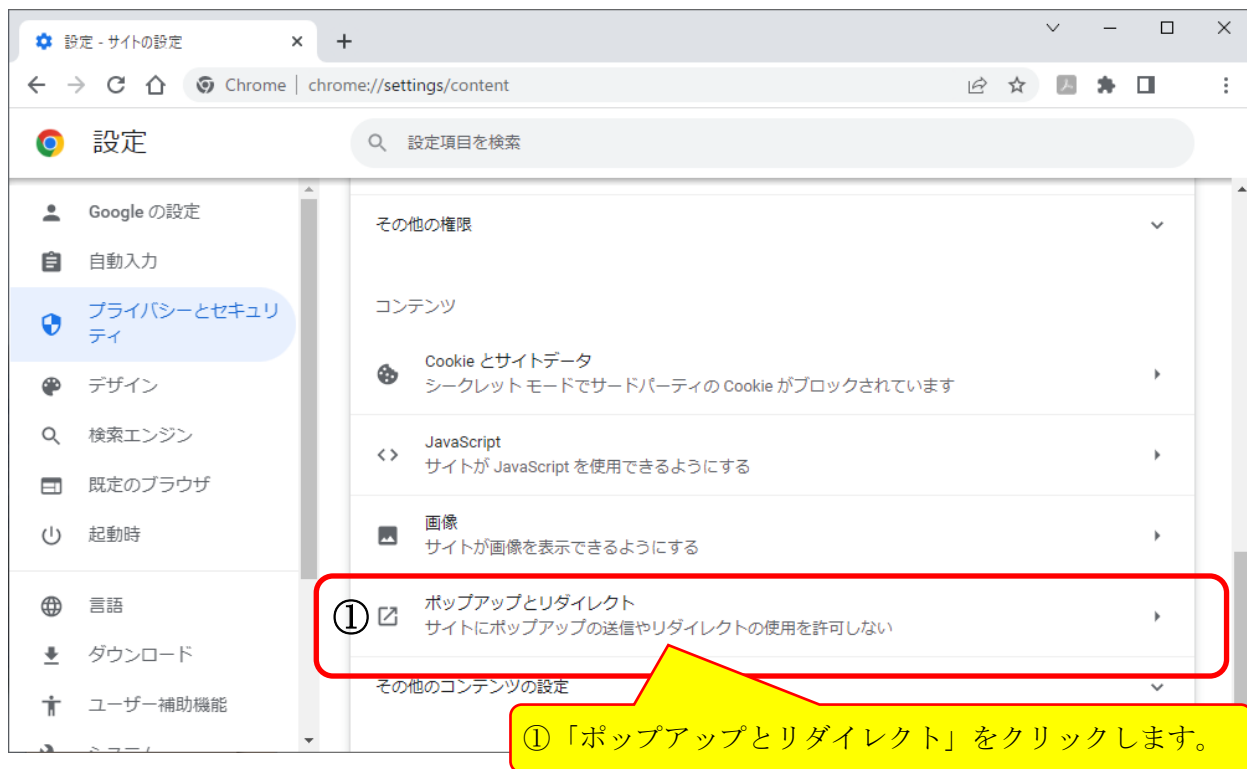 設定 - サイトの設定
Chrome | chrome://settings/content
設定
設定項目を検索
Google の設定
自動入力
プライバシーとセキュリ
ティ
デザイン
検索エンジン
既定のブラウザ
起動時
言語
ダウンロード
ユーザー補助機能
システム
その他の権限
コンテンツ
Cookie とサイトデータ
シークレット モードでサードパーティの Cookie がブロックされています
JavaScript
サイトが JavaScript を使用できるようにする
画像
サイトが画像を表示できるようにする
①
ポップアップとリダイレクト
サイトにポップアップの送信やリダイレクトの使用を許可しない
その他のコンテンツの設定
①「ポップアップとリダイレクト」をクリックします。